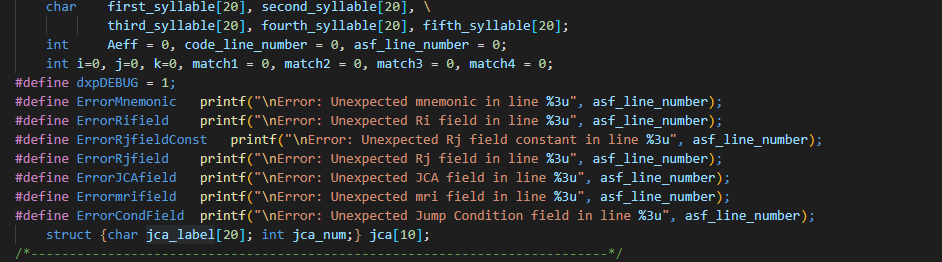 char    first_syllable[20], second_syllable[20], \
third_syllable[20], fourth_syllable[20], fifth_syllable[20];
int     Aeff = 0, code_line_number = 0, asf_line_number = 0;
int i=0, j=0, k=0, match1 = 0, match2 = 0, match3 = 0, match4 = 0;
#define dxpDEBUG = 1;
#define ErrorMnemonic   printf("\nError: Unexpected mnemonic in line %3u", asf_line_number);
#define ErrorRifield    printf("\nError: Unexpected Ri field in line %3u", asf_line_number);
#define ErrorRjfieldConst   printf("\nError: Unexpected Rj field constant in line %3u", asf_line_number);
#define ErrorRjfield    printf("\nError: Unexpected Rj field in line %3u", asf_line_number);
#define ErrorJCAfield   printf("\nError: Unexpected JCA field in line %3u", asf_line_number);
#define Errormrifield   printf("\nError: Unexpected mri field in line %3u", asf_line_number);
#define ErrorCondField  printf("\nError: Unexpected Jump Condition field in line %3u", asf_line_number);
struct {char jca_label[20]; int jca_num;} jca[10];
/*---------------------------------------------------------------------------*/